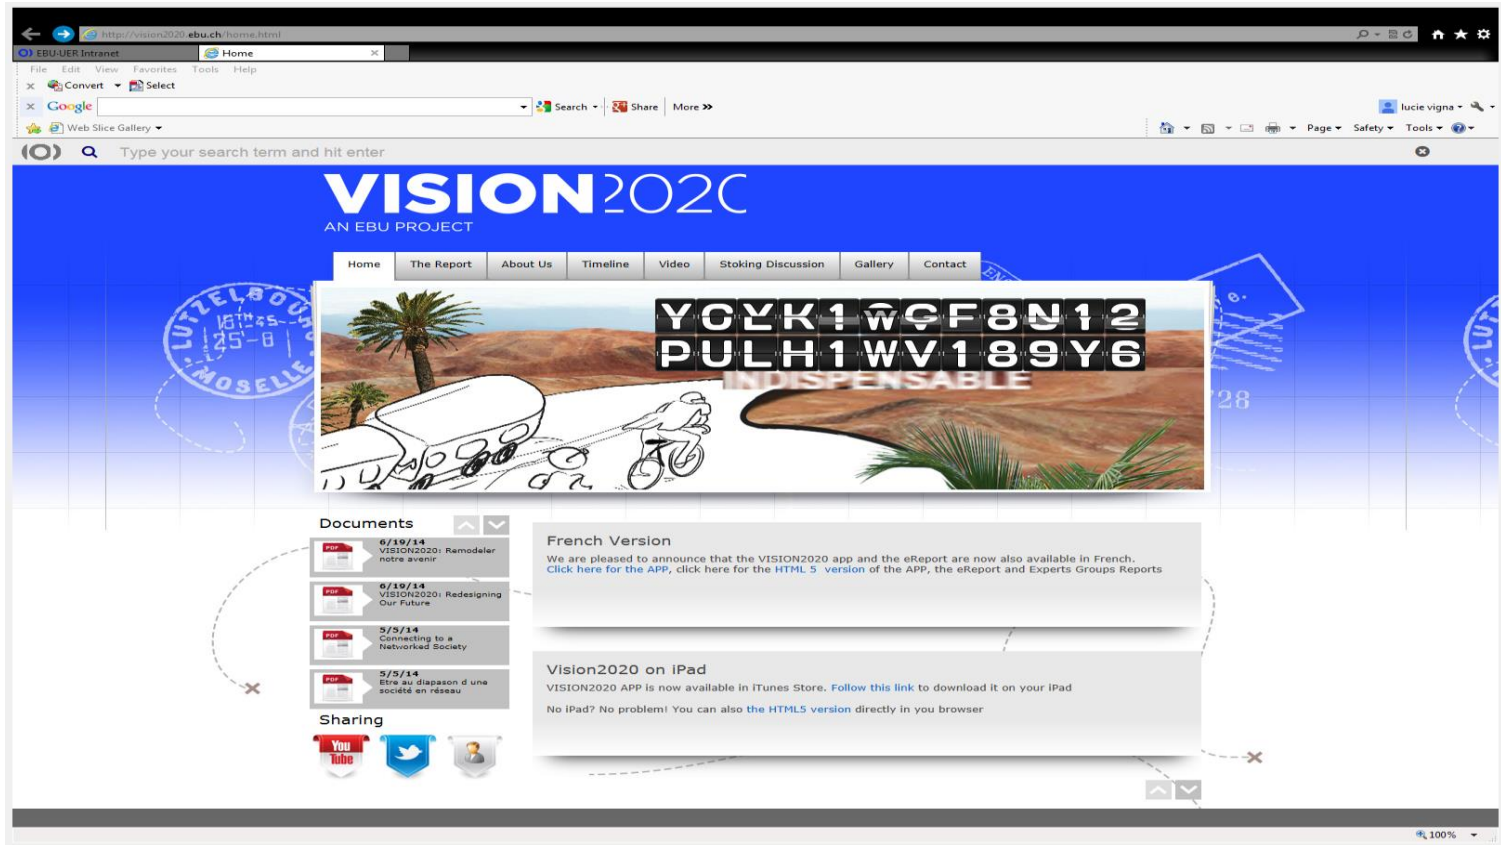 http://vision2020.ebu.ch/home.html
EBU-UER Intranet
Home
File Edit View Favorites Tools Help
Convert Select
Google Search Share More »
lucie vigna
Web Slice Gallery
Page Safety Tools
Type your search term and hit enter
VISION2020
AN EBU PROJECT
Home The Report About Us Timeline Video Stoking Discussion Gallery Contact
LUTZELBOU
MOSELLE
28
PULH1WV189Y6
INDISPENSABLE
Documents
PDF
6/19/14
VISION2020: Remodeler
notre avenir
PDF
6/19/14
VISION2020: Redesigning
Our Future
PDF
5/5/14
Connecting to a
Networked Society
PDF
5/5/14
Etre au diapason d une
société en réseau
Sharing
You
Tube
French Version
We are pleased to announce that the VISION2020 app and the eReport are now also available in French.
Click here for the APP, click here for the HTML 5 version of the APP, the eReport and Experts Groups Reports
Vision2020 on iPad
VISION2020 APP is now available in iTunes Store. Follow this link to download it on your iPad
No iPad? No problem! You can also the HTML5 version directly in you browser
100%